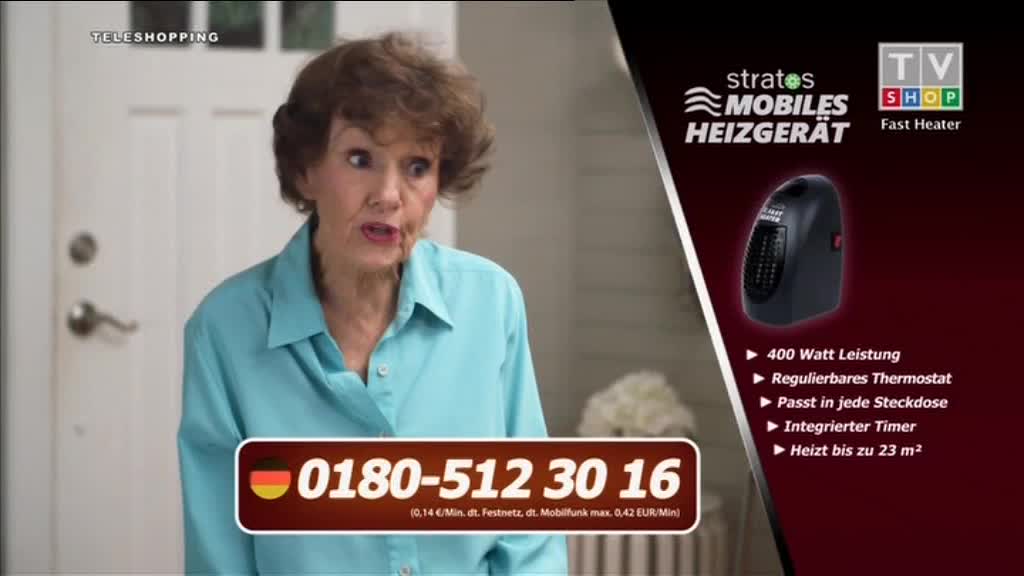 TELESHOPPING
stratos
MOBILES
HEIZGERÄT
TV
SHOP
Fast Heater
FAST
HEATER
400 Watt Leistung
Regulierbares Thermostat
Passt in jede Steckdose
Integrierter Timer
Heizt bis zu 23 m²
0180-512 30 16
(0,14 €/Min. dt. Festnetz, dt. Mobilfunk max. 0,42 EUR/Min)